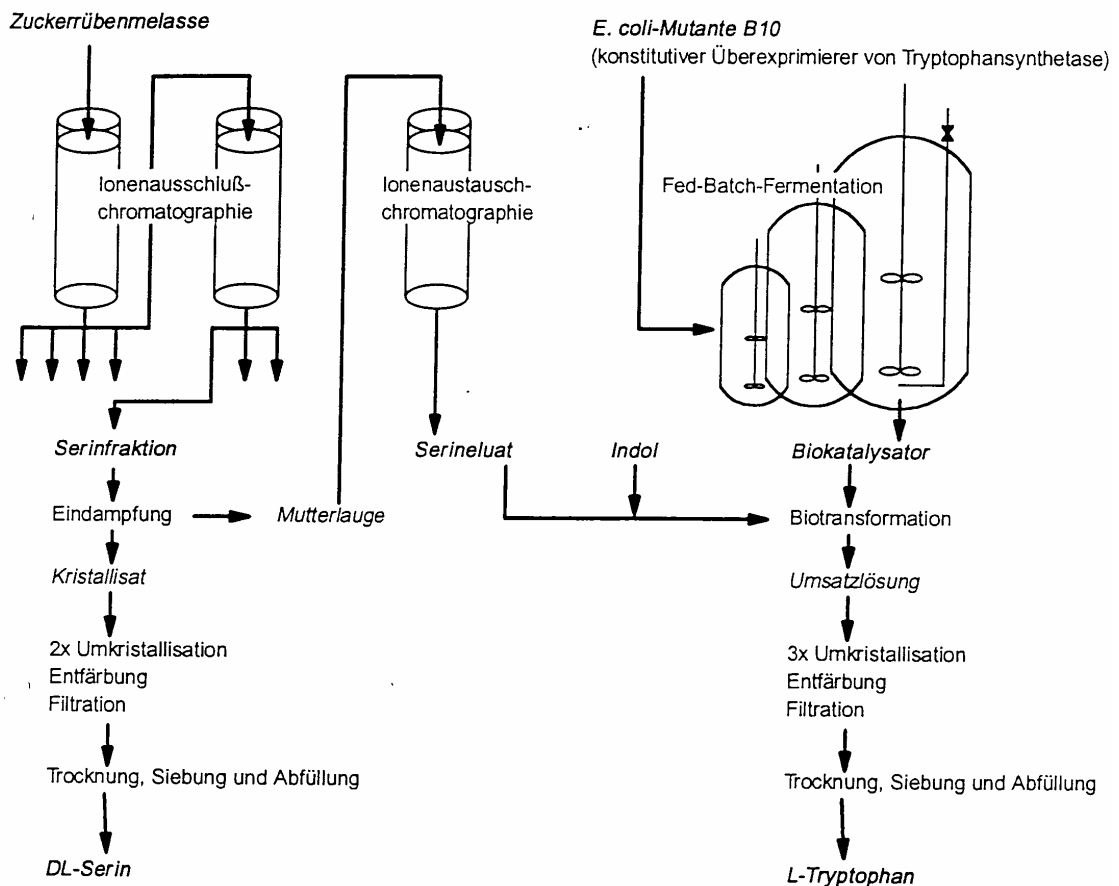 Zuckerrübenmelasse
E. coli-Mutante B10
(konstitutiver Überexprimierer von Tryptophansynthetase)
Ionenausschluß-
chromatographie
Ionenaustausch-
chromatographie
Fed-Batch-Fermentation
Serinfraktion
Serineluat
Indol
Biokatalysator
Eindampfung
Mutterlauge
Biotransformation
Kristallisat
Umsatzlösung
2x Umkristallisation
Entfärbung
Filtration
3x Umkristallisation
Entfärbung
Filtration
Trocknung, Siebung und Abfüllung
Trocknung, Siebung und Abfüllung
DL-Serin
L-Tryptophan